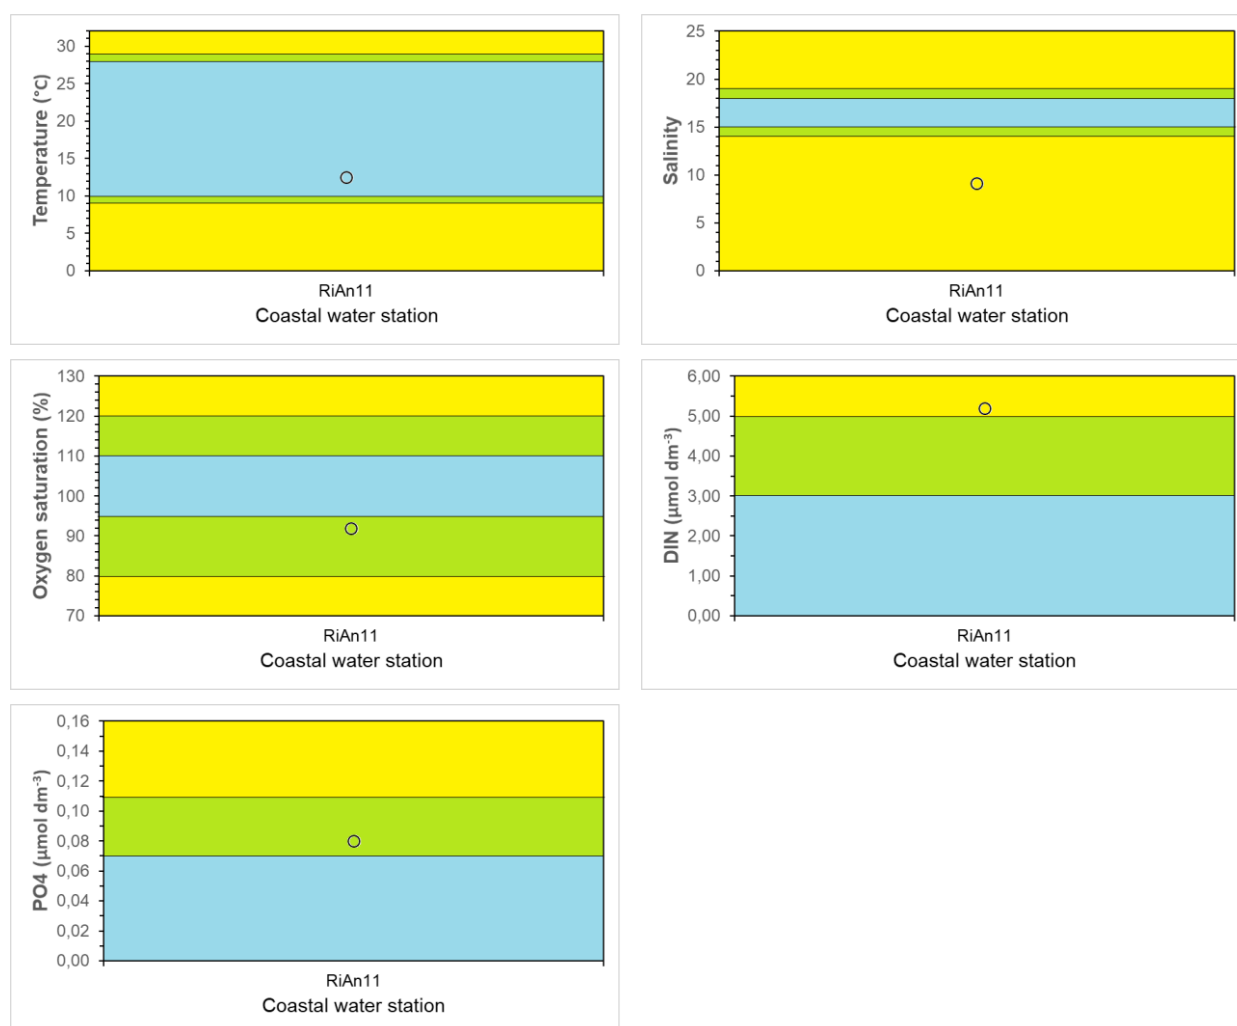 Temperature (°C)
30
25
20
15
10
5
0
RiAn11
Coastal water station
Salinity
25
20
15
10
5
0
RiAn11
Coastal water station
Oxygen saturation (%)
130
120
110
100
90
80
70
RiAn11
Coastal water station
DIN (µmol dm⁻³)
6,00
5,00
4,00
3,00
2,00
1,00
0,00
RiAn11
Coastal water station
PO4 (µmol dm⁻³)
0,16
0,14
0,12
0,10
0,08
0,06
0,04
0,02
0,00
RiAn11
Coastal water station